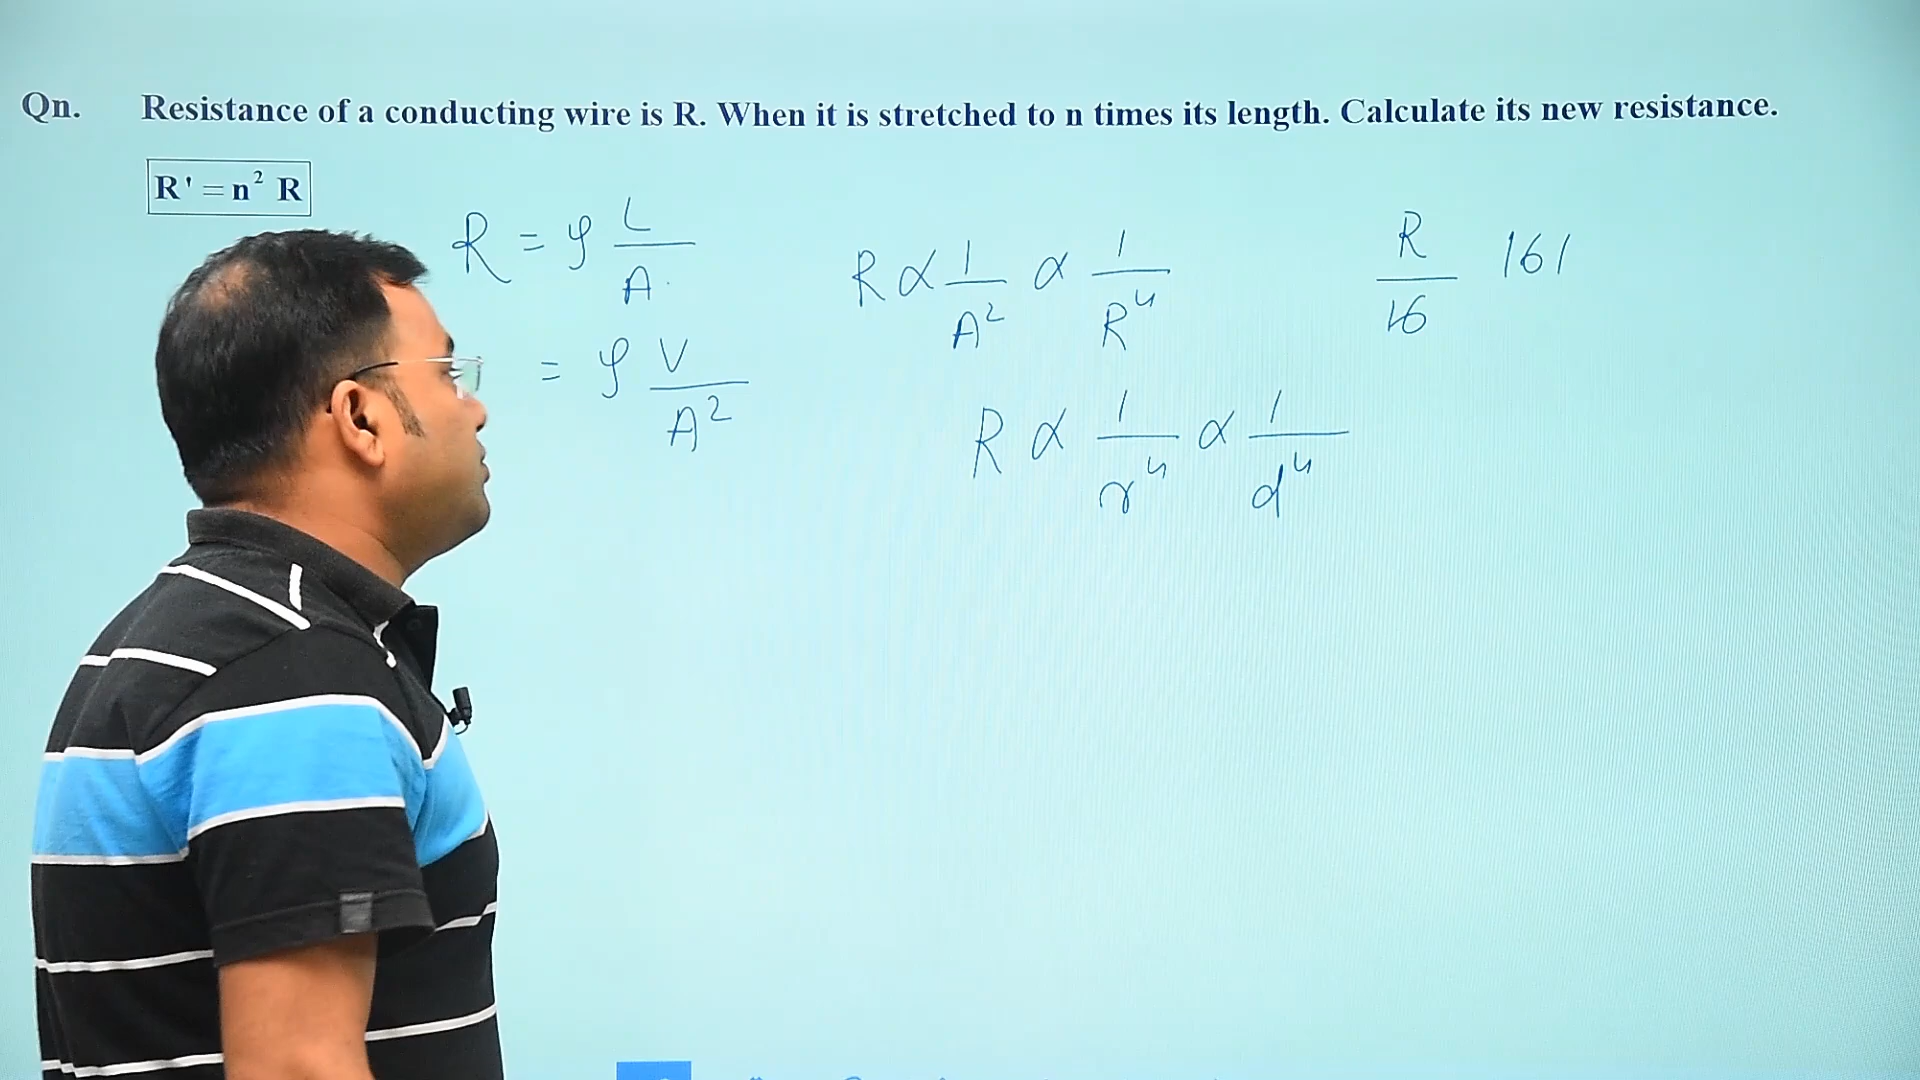 Qn. Resistance of a conducting wire is R. When it is stretched to n times its length. Calculate its new resistance.
R' = n² R
R = ρ L/A.
= ρ V/A²
R ∝ 1/A² ∝ 1/R⁴
R ∝ 1/r⁴ ∝ 1/d⁴
R/16 161